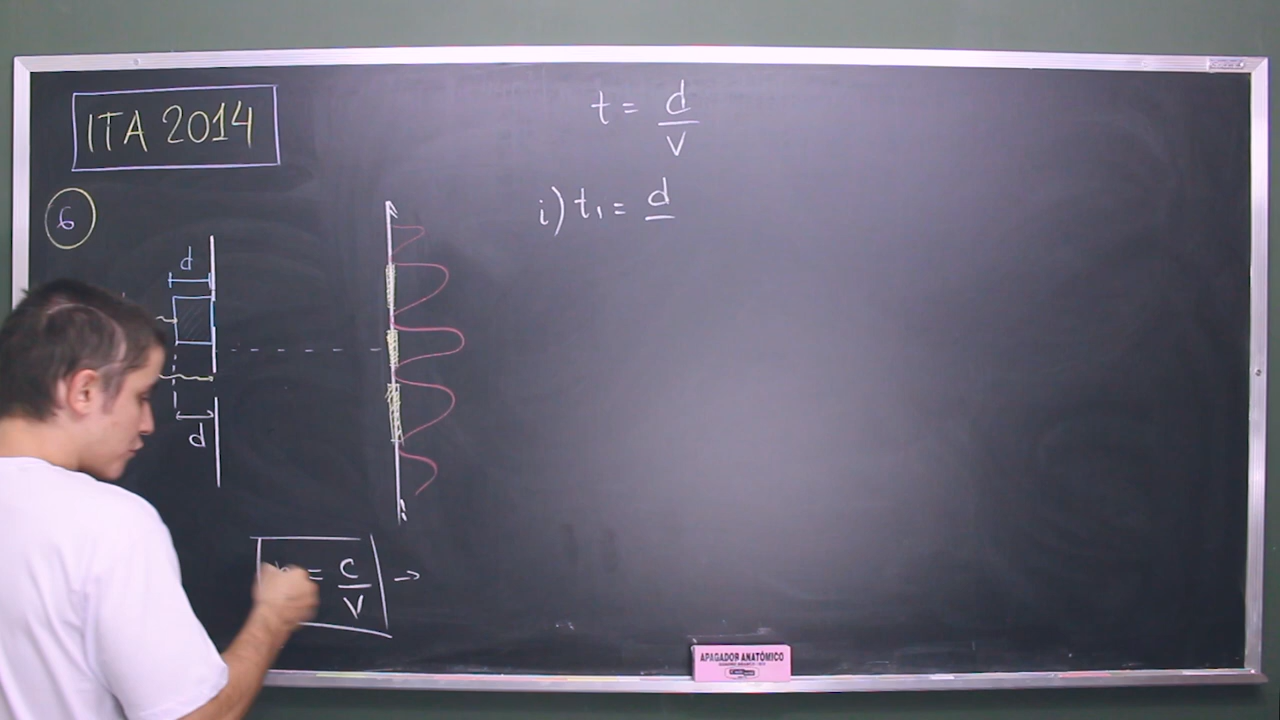 ITA 2014
6
t = d/v
i) t₁ = d
d
d
= c/v →
APAGADOR ANATÔMICO